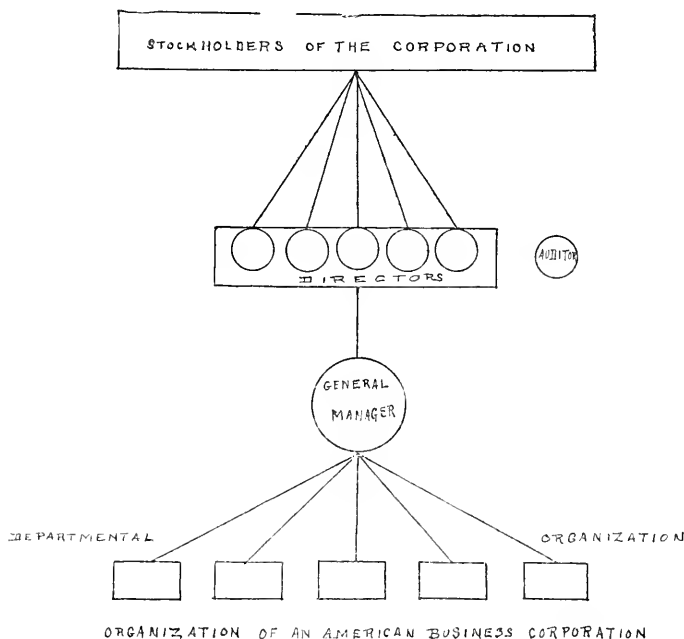 STOCKHOLDERS OF THE CORPORATION
DIRECTORS
AUDITOR
GENERAL
MANAGER
DEPARTMENTAL
ORGANIZATION
ORGANIZATION OF AN AMERICAN BUSINESS CORPORATION